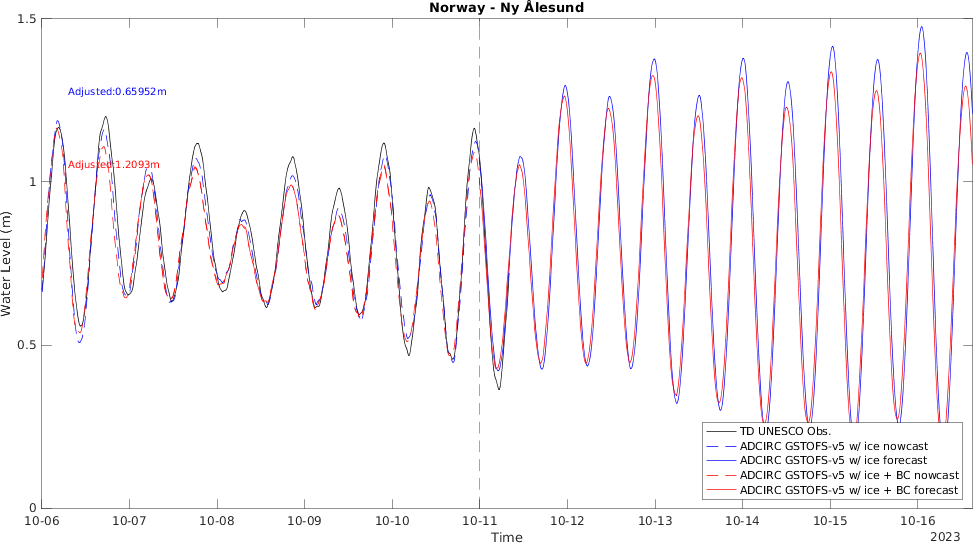 Norway - Ny Ålesund
1.5
Adjusted:0.65952m
Adjusted:1.2093m
1
Water Level (m)
0.5
TD UNESCO Obs.
ADCIRC GSTOFS-v5 w/ ice nowcast
ADCIRC GSTOFS-v5 w/ ice forecast
ADCIRC GSTOFS-v5 w/ ice + BC nowcast
ADCIRC GSTOFS-v5 w/ ice + BC forecast
0
10-06 10-07 10-08 10-09 10-10 10-11 10-12 10-13 10-14 10-15 10-16
Time
2023